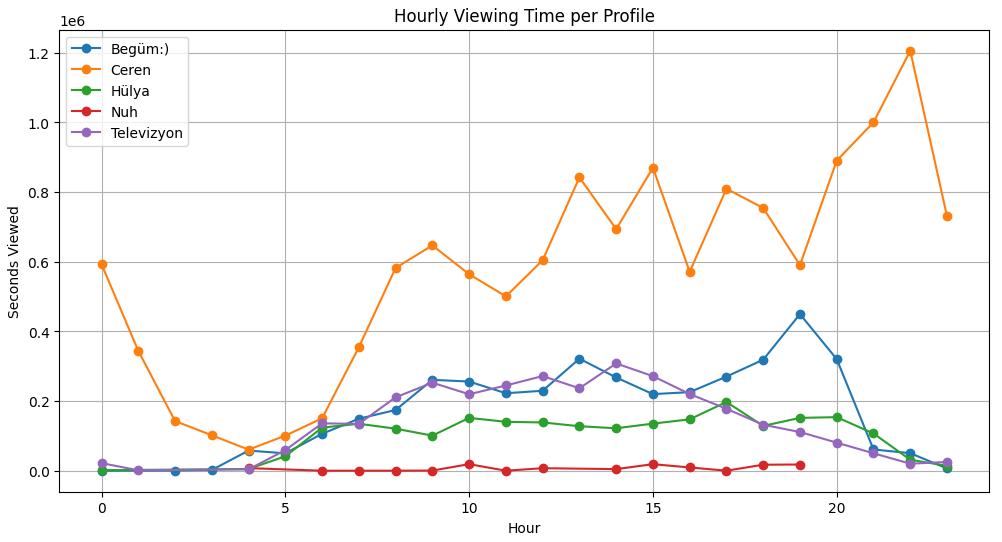 Hourly Viewing Time per Profile
1e6
Begüm:)
Ceren
Hülya
Nuh
Televizyon
Seconds Viewed
1.2
1.0
0.8
0.6
0.4
0.2
0.0
0 5 10 15 20
Hour